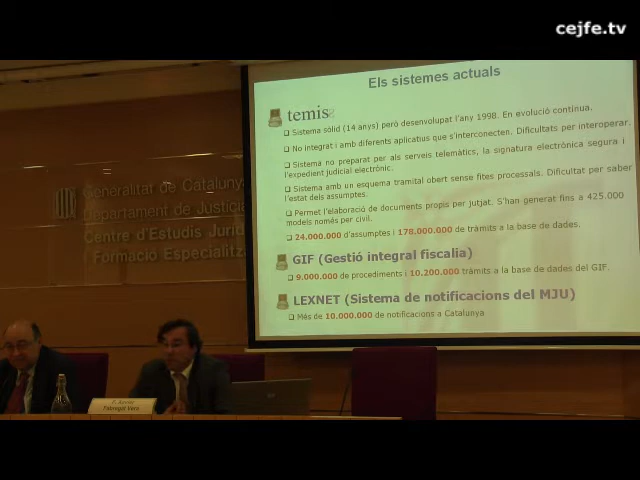 cejfe.tv
Els sistemes actuals
temis2
Sistema sòlid (14 anys) però desenvolupat l'any 1998. En evolució contínua.
No integrat i amb diferents aplicatius que s'interconecten. Dificultats per interoperar.
Sistema no preparat per als serveis telemàtics, la signatura electrònica segura i
l'expedient judicial electrònic.
Sistema amb un esquema tramital obert sense fites processals. Dificultat per saber
l'estat dels assumptes.
Permet l'elaboració de documents propis per jutjat. S'han generat fins a 425.000
models només per civil.
24.000.000 d'assumptes i 178.000.000 de tràmits a la base de dades.
GIF (Gestió integral fiscalia)
9.000.000 de procediments i 10.200.000 tràmits a la base de dades del GIF.
LEXNET (Sistema de notificacions del MJU)
Més de 10.000.000 de notificacions a Catalunya
Generalitat de Catalunya
Departament de Justícia
Centre d'Estudis Jurídi
i Formació Especialitz
Fabregat Vera